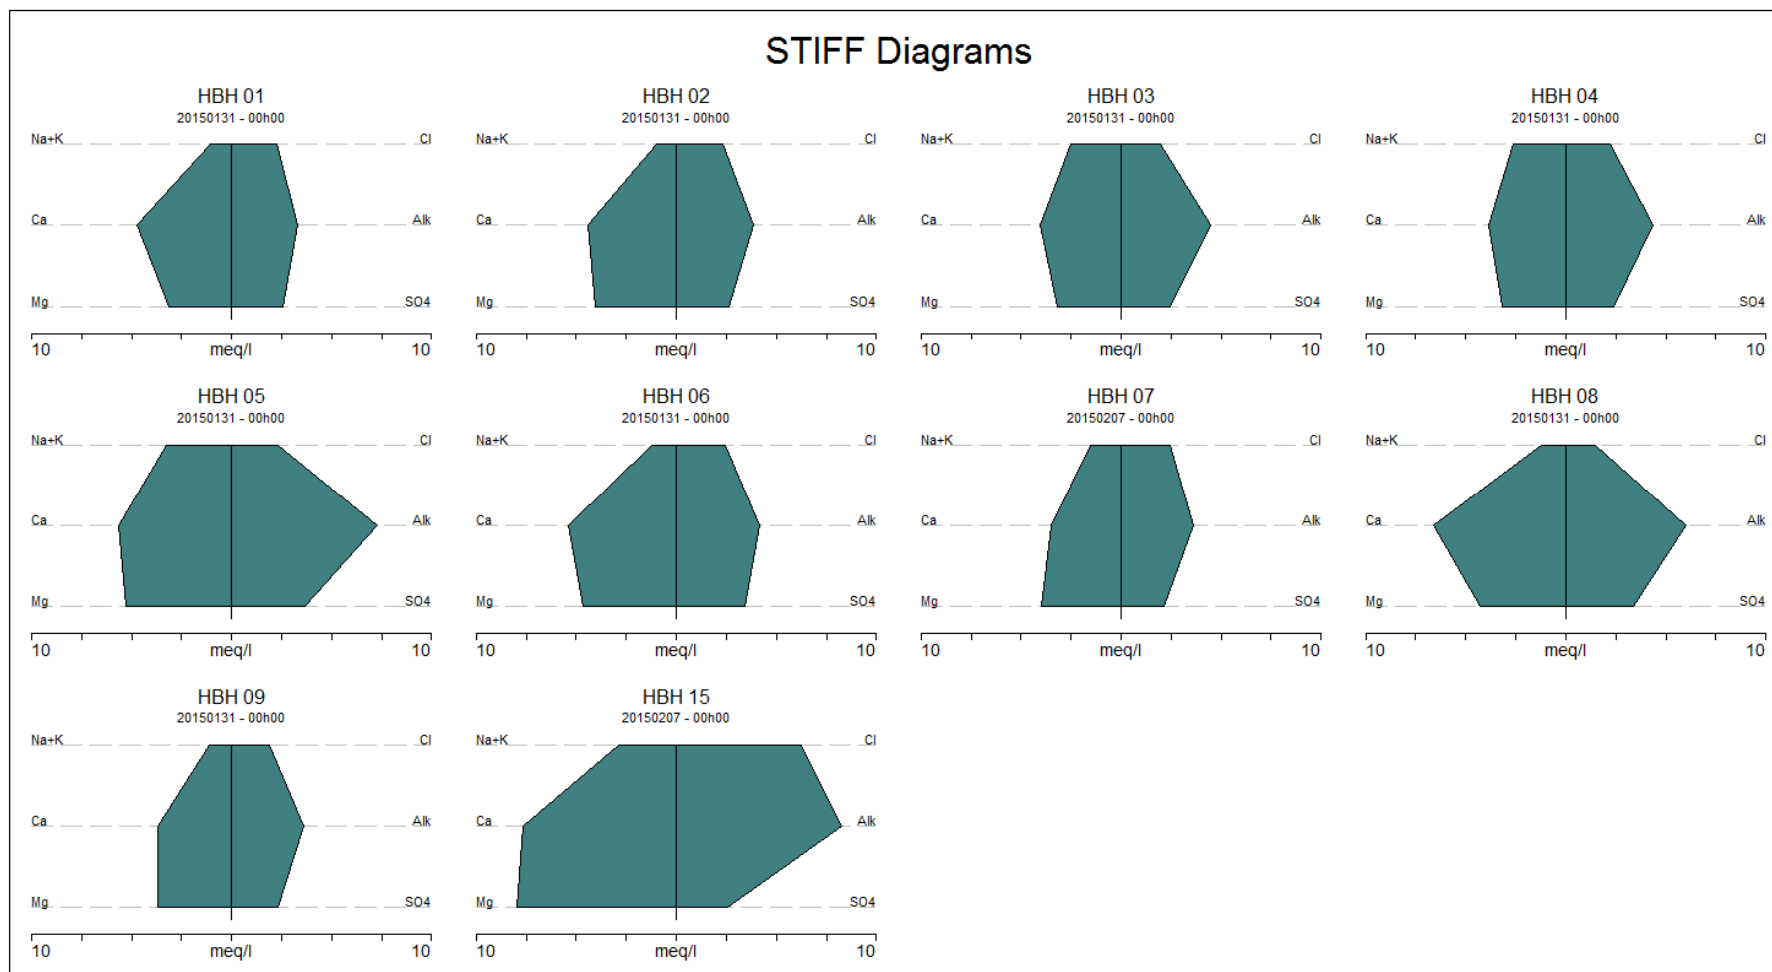 STIFF Diagrams
HBH 01
20150131 - 00h00
Na+K Cl
Ca Alk
Mg SO4
10 meq/l 10
HBH 02
20150131 - 00h00
Na+K Cl
Ca Alk
Mg SO4
10 meq/l 10
HBH 03
20150131 - 00h00
Na+K Cl
Ca Alk
Mg SO4
10 meq/l 10
HBH 04
20150131 - 00h00
Na+K Cl
Ca Alk
Mg SO4
10 meq/l 10
HBH 05
20150131 - 00h00
Na+K Cl
Ca Alk
Mg SO4
10 meq/l 10
HBH 06
20150131 - 00h00
Na+K Cl
Ca Alk
Mg SO4
10 meq/l 10
HBH 07
20150207 - 00h00
Na+K Cl
Ca Alk
Mg SO4
10 meq/l 10
HBH 08
20150131 - 00h00
Na+K Cl
Ca Alk
Mg SO4
10 meq/l 10
HBH 09
20150131 - 00h00
Na+K Cl
Ca Alk
Mg SO4
10 meq/l 10
HBH 15
20150207 - 00h00
Na+K Cl
Ca Alk
Mg SO4
10 meq/l 10